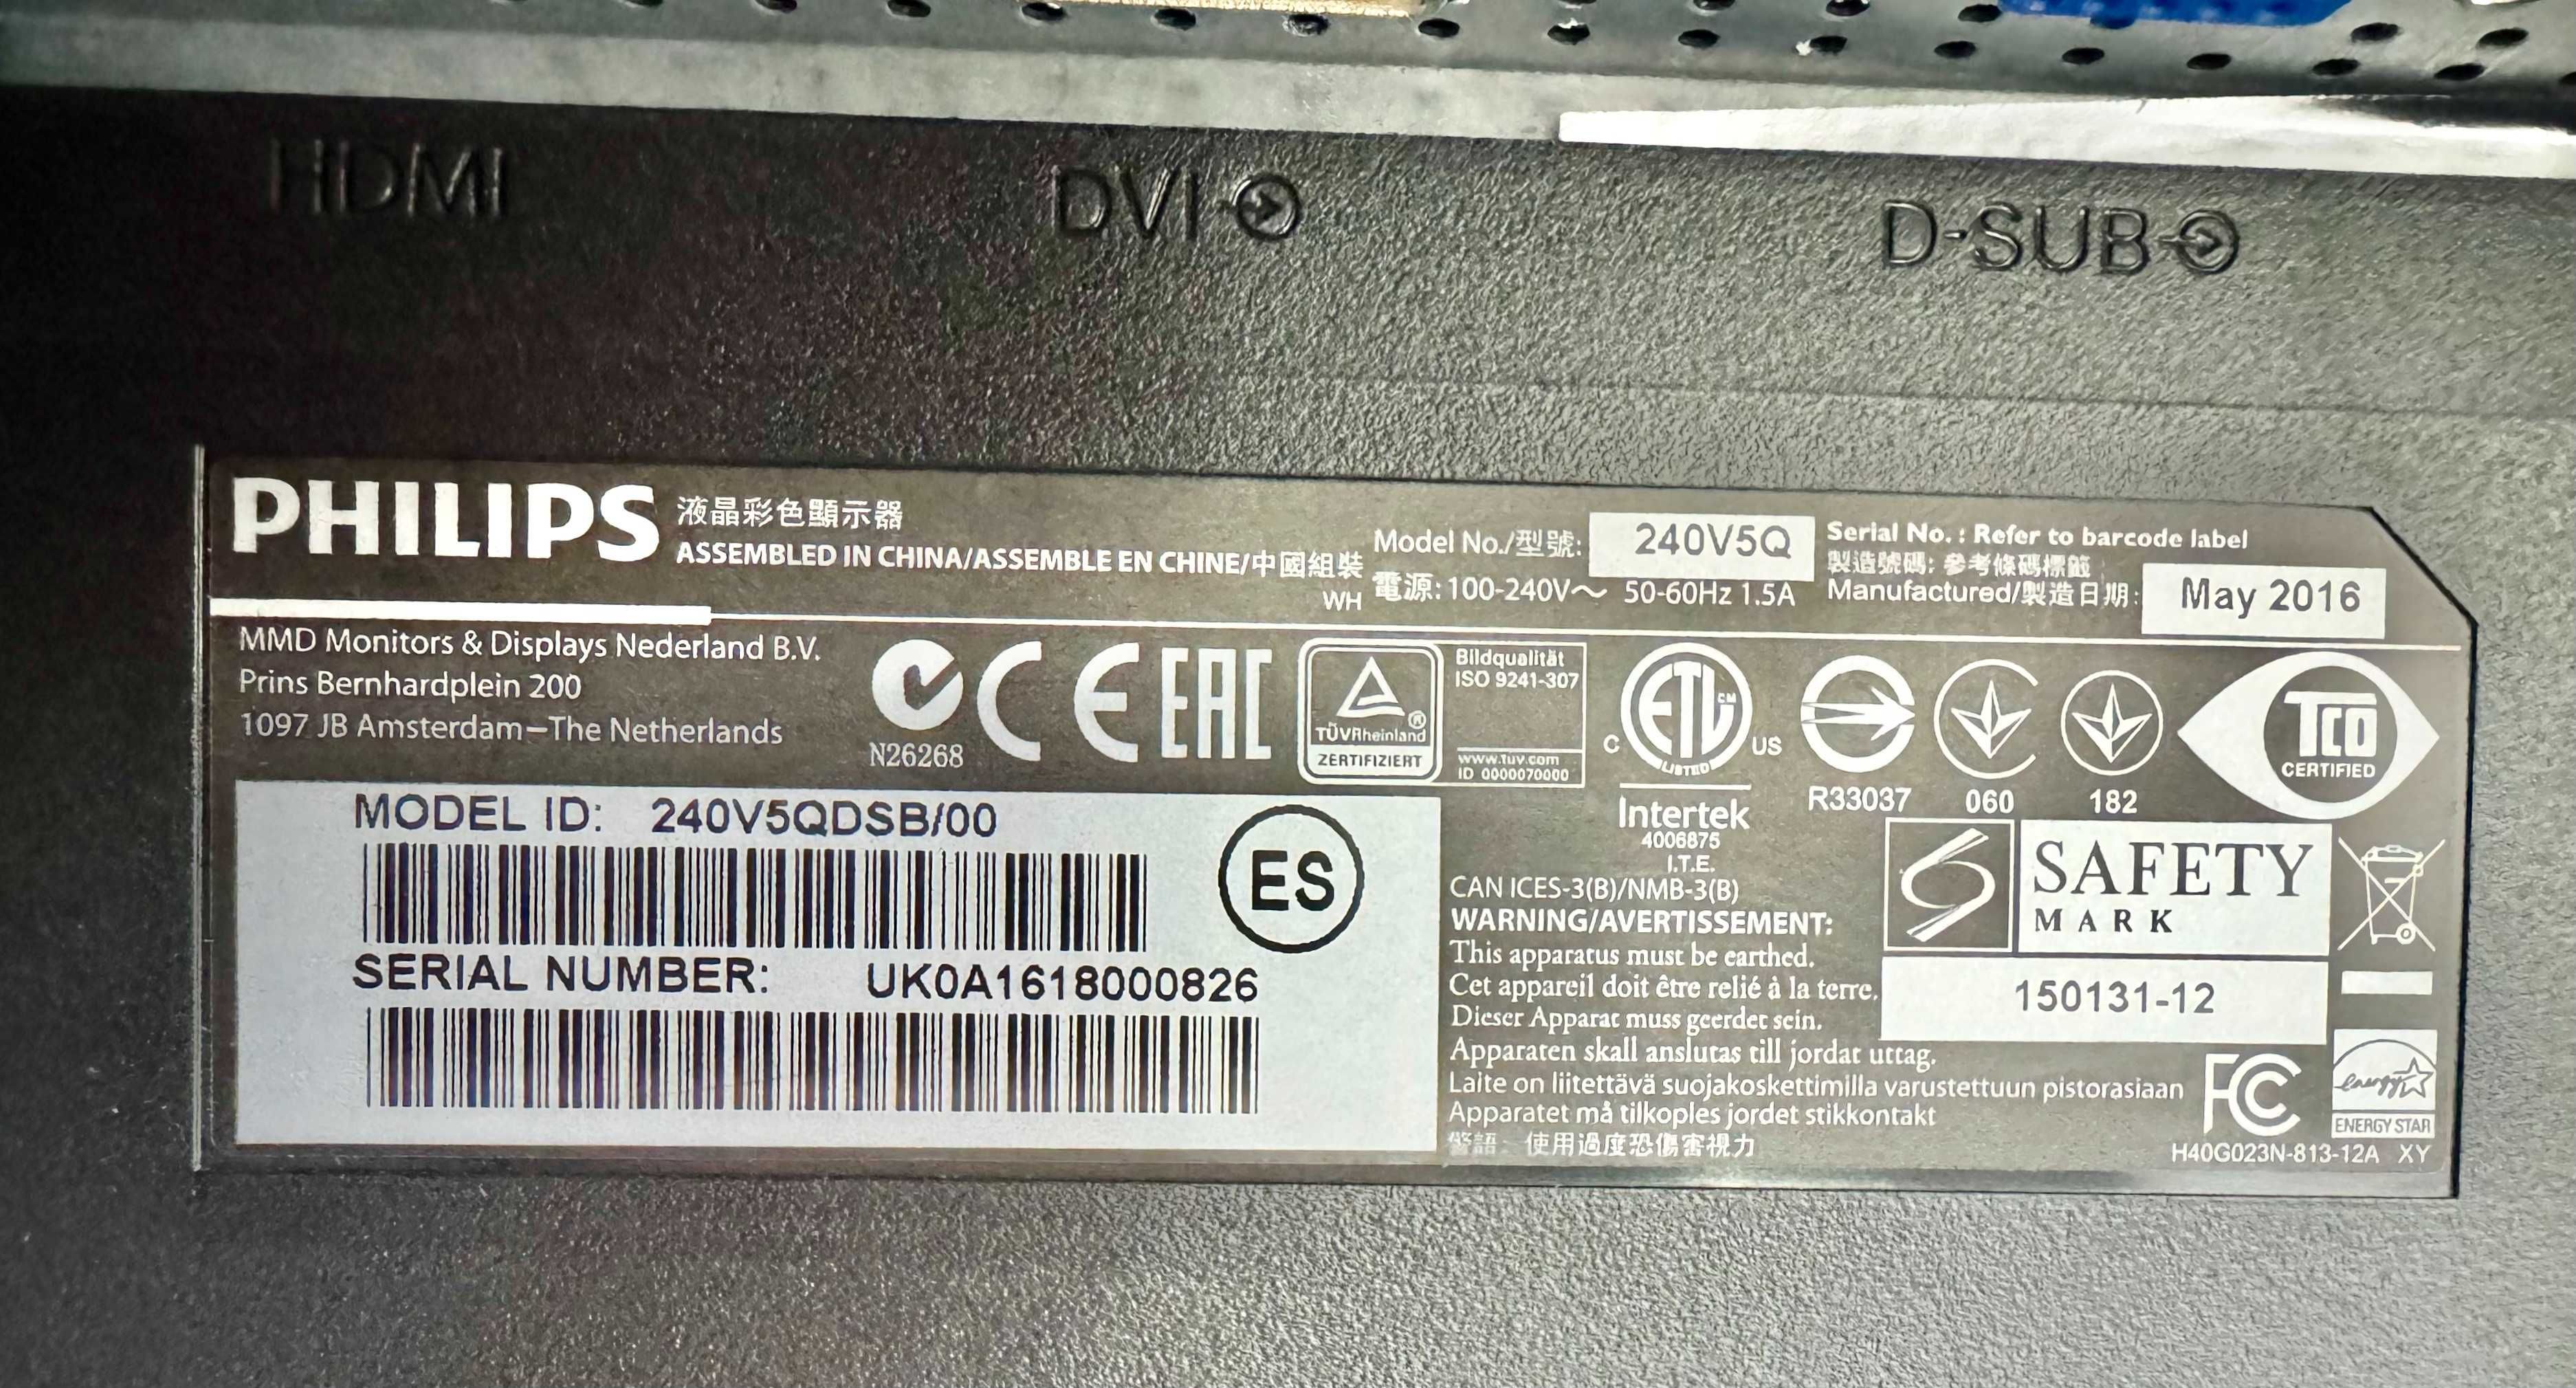 HDMI
DVI
D-SUB
PHILIPS 液晶彩色顯示器
ASSEMBLED IN CHINA/ASSEMBLE EN CHINE/中國組裝
WH
Model No./型號: 240V5Q
電源: 100-240V～ 50-60Hz 1.5A
Serial No. : Refer to barcode label
製造號碼: 參考條碼標籤
Manufactured/製造日期: May 2016
MMD Monitors & Displays Nederland B.V.
Prins Bernhardplein 200
1097 JB Amsterdam–The Netherlands
N26268
CE
EAC
TÜVRheinland®
ZERTIFIZIERT
Bildqualität
ISO 9241-307
www.tuv.com
ID 0000070000
ETL CM
LISTED
C US
Intertek
4006875
I.T.E.
R33037
060
182
TCO
CERTIFIED
MODEL ID: 240V5QDSB/00
ES
SERIAL NUMBER: UK0A1618000826
CAN ICES-3(B)/NMB-3(B)
WARNING/AVERTISSEMENT:
This apparatus must be earthed.
Cet appareil doit être relié à la terre.
Dieser Apparat muss geerdet sein.
Apparaten skall anslutas till jordat uttag.
Laite on liitettävä suojakoskettimilla varustettuun pistorasiaan
Apparatet må tilkoples jordet stikkontakt
警語: 使用過度恐傷害視力
SAFETY
MARK
150131-12
FC
energy
ENERGY STAR
H40G023N-813-12A XY